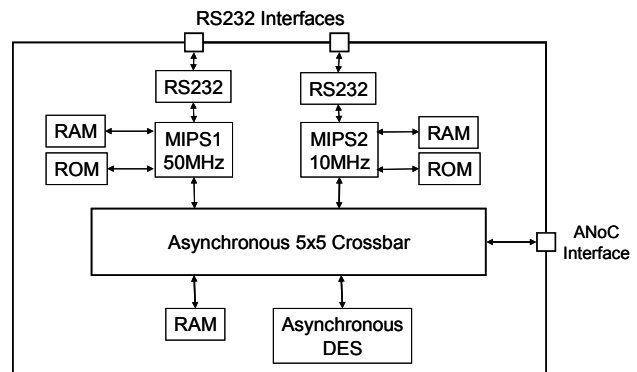 RS232 Interfaces
RS232
RS232
RAM
ROM
MIPS1
50MHz
MIPS2
10MHz
RAM
ROM
Asynchronous 5x5 Crossbar
ANoC
Interface
RAM
Asynchronous
DES